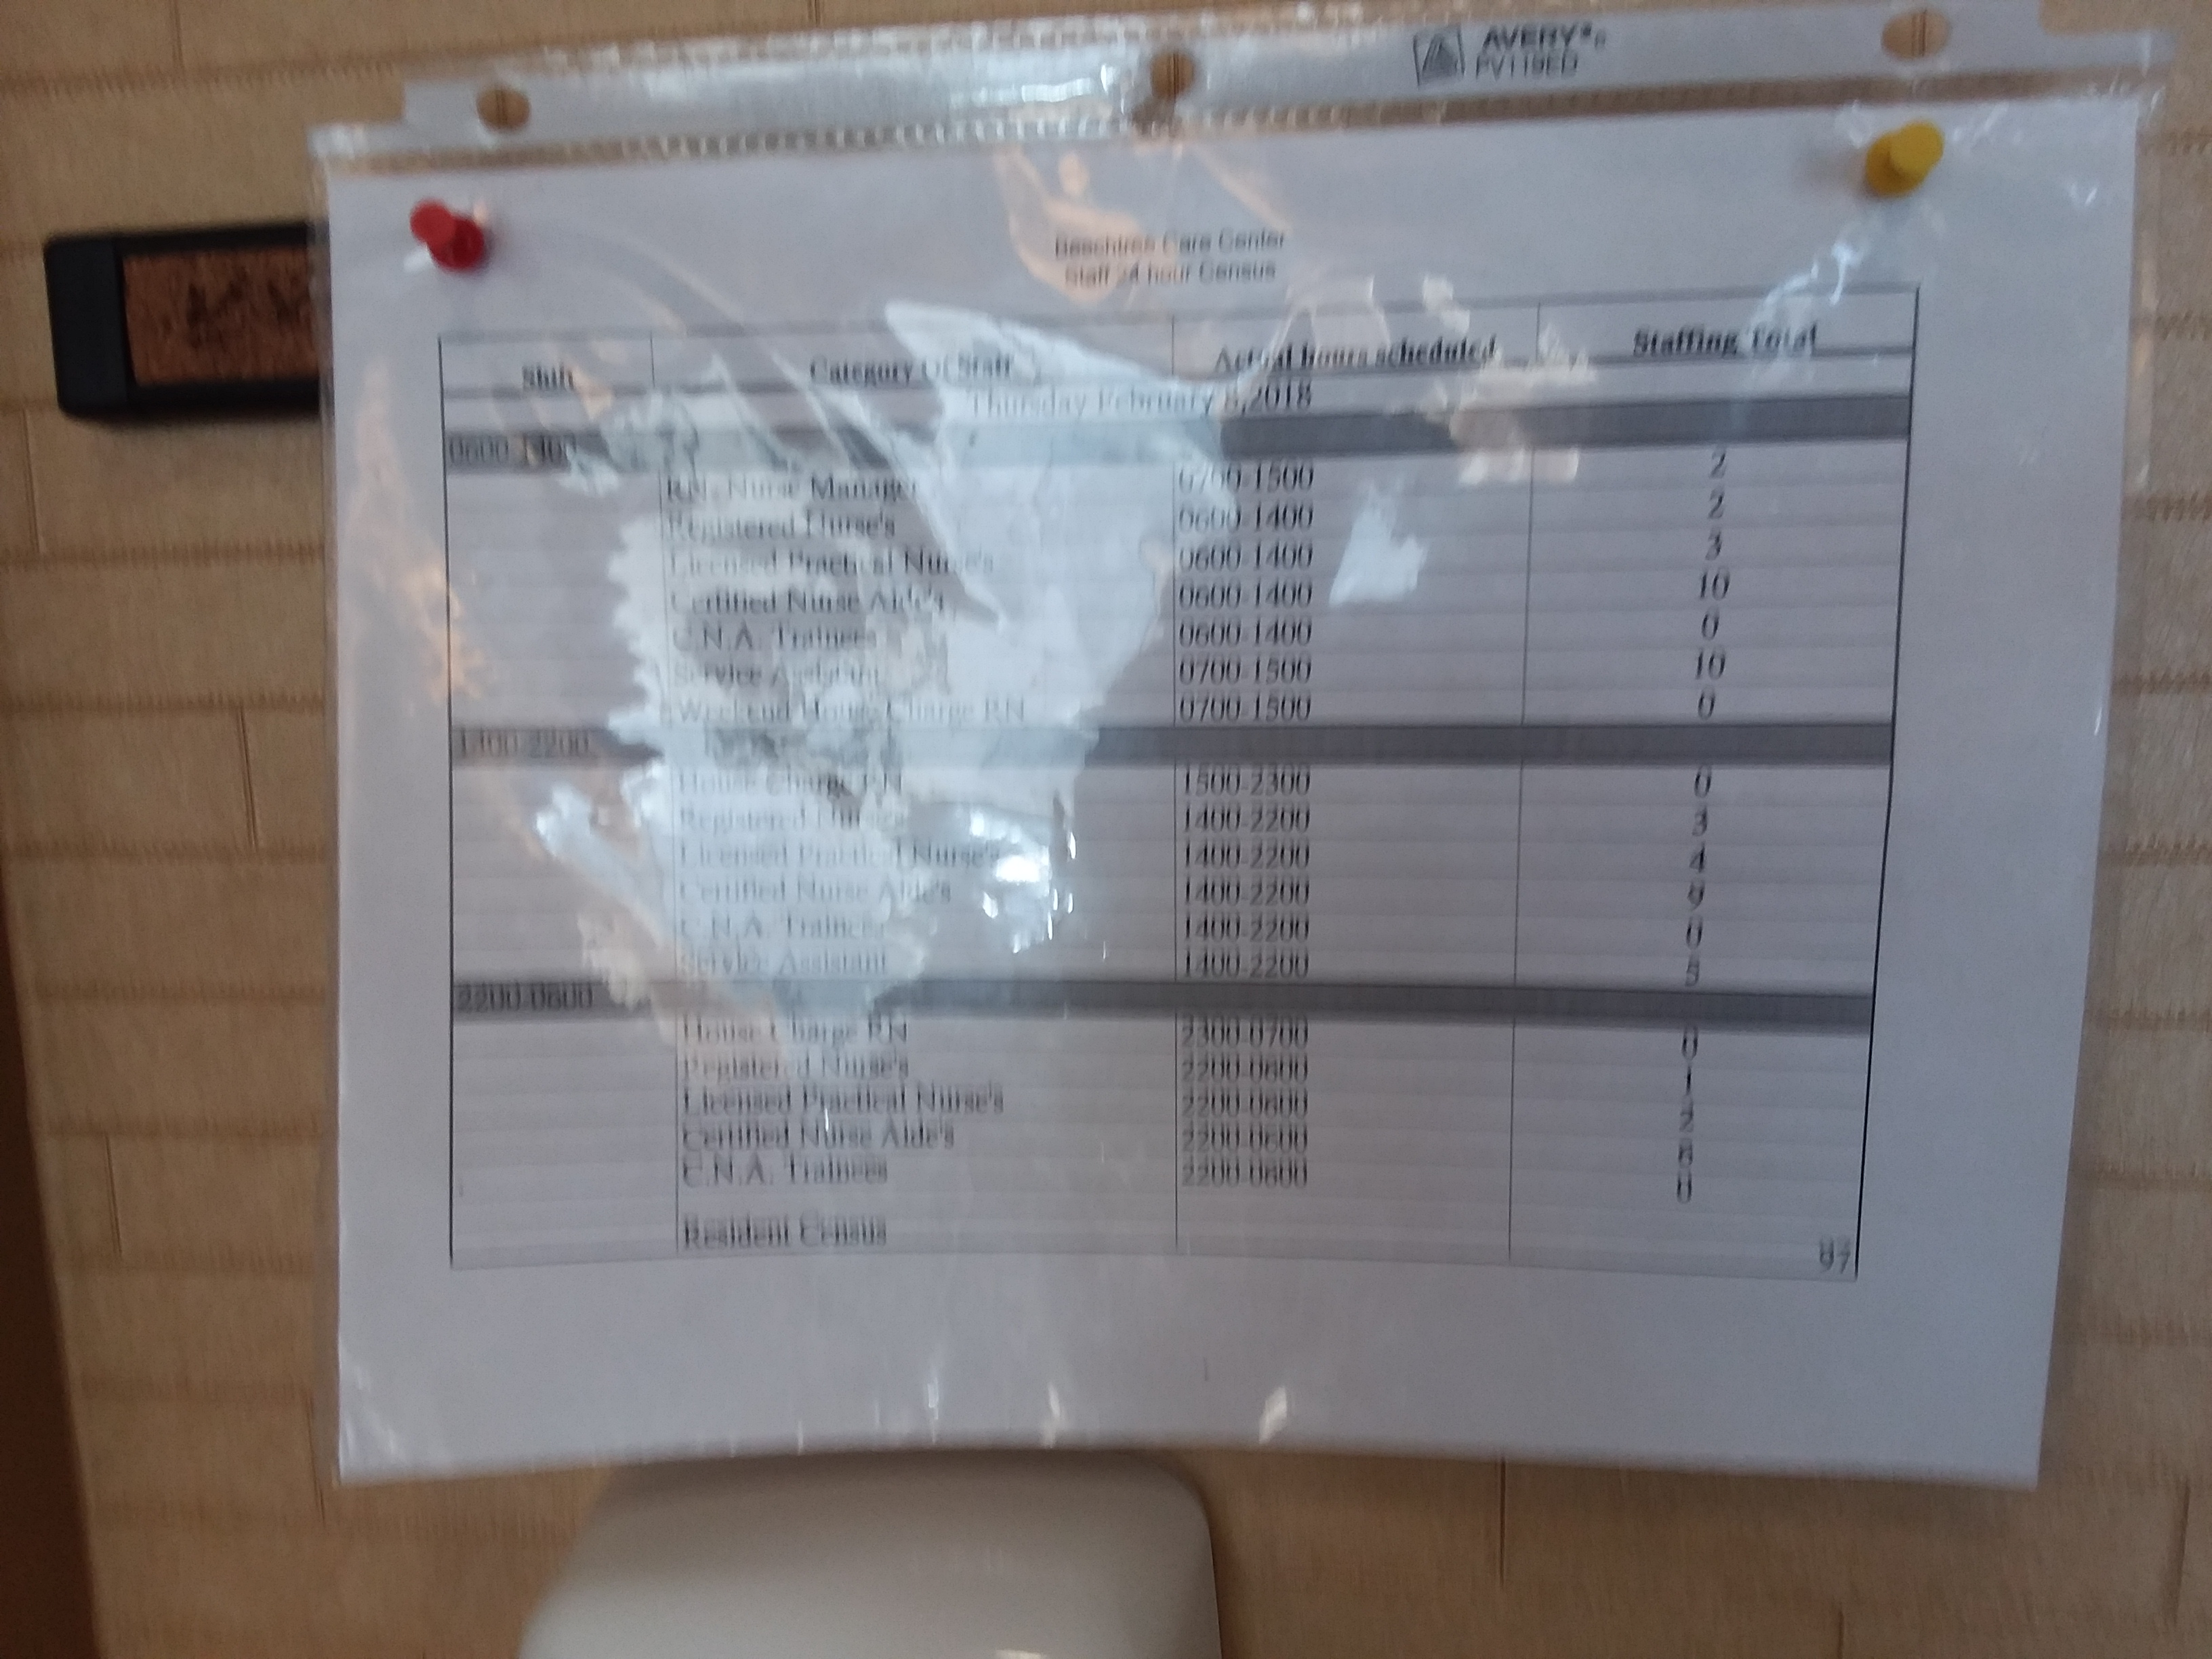 AVERY®
PV119ED
Beechtree Care Center
Staff 24 hour Census
Shift Category Of Staff Actual hours scheduled Staffing Total
Thursday February 8,2018
0600-1400
RN, Nurse Manager 0700-1500 2
Registered Nurse's 0600-1400 2
Licensed Practical Nurse's 0600-1400 3
Certified Nurse Aide's 0600-1400 10
C.N.A. Trainees 0600-1400 0
Service Assistant 0700-1500 10
Weekend House Charge RN 0700-1500 0
1400-2200
House Charge RN 1500-2300 0
Registered Nurse's 1400-2200 3
Licensed Practical Nurse's 1400-2200 4
Certified Nurse Aide's 1400-2200 9
C.N.A. Trainees 1400-2200 0
Service Assistant 1400-2200 5
2200-0600
House Charge RN 2300-0700 0
Registered Nurse's 2200-0600 1
Licensed Practical Nurse's 2200-0600 2
Certified Nurse Aide's 2200-0600
C.N.A. Trainees 2200-0600 0
Resident Census 97